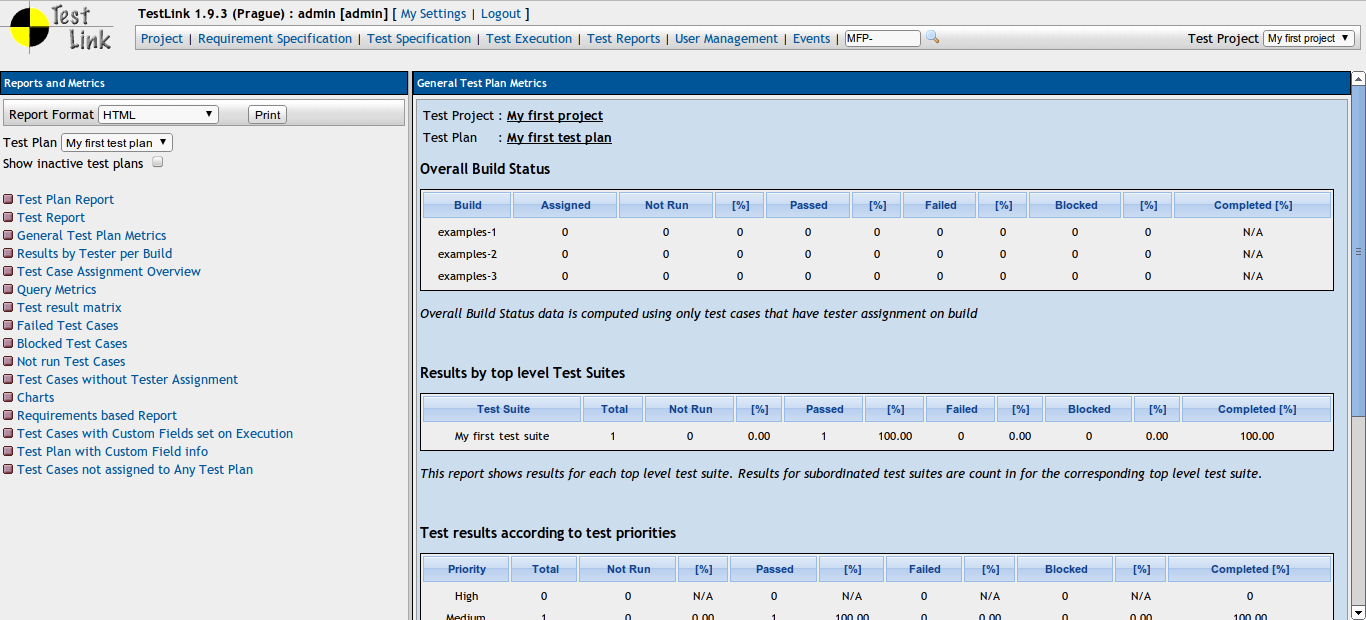 Test Link
TestLink 1.9.3 (Prague) : admin [admin] [ My Settings | Logout ]
Project | Requirement Specification | Test Specification | Test Execution | Test Reports | User Management | Events | MFP- Test Project My first project
Reports and Metrics
Report Format HTML Print
Test Plan My first test plan
Show inactive test plans
Test Plan Report
Test Report
General Test Plan Metrics
Results by Tester per Build
Test Case Assignment Overview
Query Metrics
Test result matrix
Failed Test Cases
Blocked Test Cases
Not run Test Cases
Test Cases without Tester Assignment
Charts
Requirements based Report
Test Cases with Custom Fields set on Execution
Test Plan with Custom Field info
Test Cases not assigned to Any Test Plan
General Test Plan Metrics
Test Project : My first project
Test Plan : My first test plan
Overall Build Status
Build Assigned Not Run [%] Passed [%] Failed [%] Blocked [%] Completed [%]
examples-1 0 0 0 0 0 0 0 0 0 N/A
examples-2 0 0 0 0 0 0 0 0 0 N/A
examples-3 0 0 0 0 0 0 0 0 0 N/A
Overall Build Status data is computed using only test cases that have tester assignment on build
Results by top level Test Suites
Test Suite Total Not Run [%] Passed [%] Failed [%] Blocked [%] Completed [%]
My first test suite 1 0 0.00 1 100.00 0 0.00 0 0.00 100.00
This report shows results for each top level test suite. Results for subordinated test suites are count in for the corresponding top level test suite.
Test results according to test priorities
Priority Total Not Run [%] Passed [%] Failed [%] Blocked [%] Completed [%]
High 0 0 N/A 0 N/A 0 N/A 0 N/A 0
Medium 1 0 0.00 1 100.00 0 0.00 0 0.00 100.00